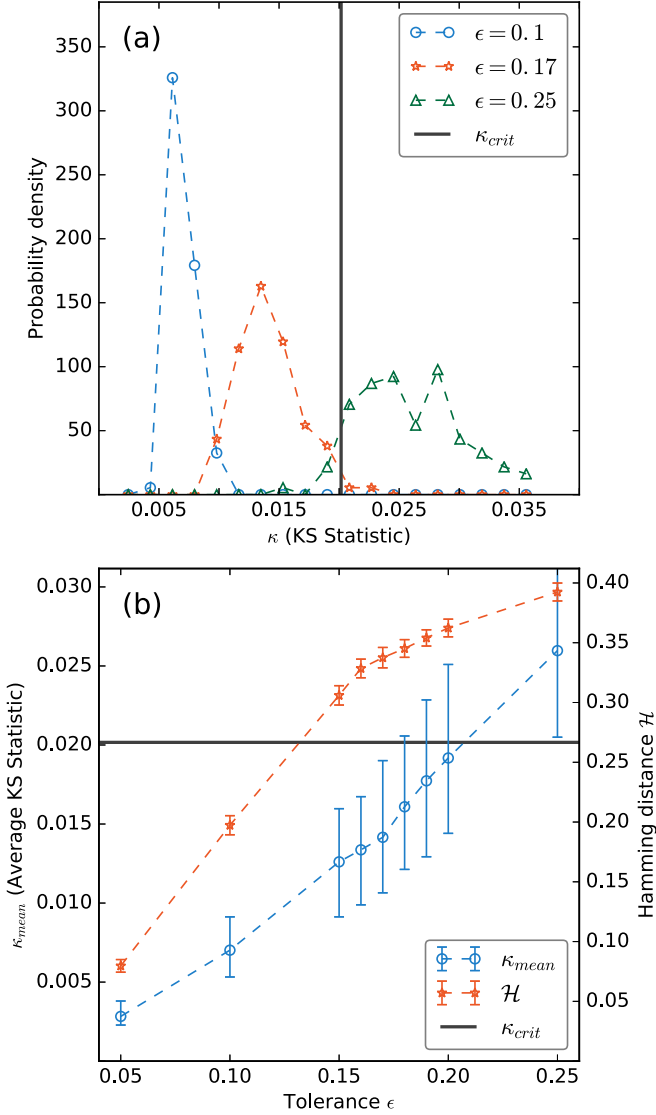 (a)
350
300
250
200
150
100
50
Probability density
ϵ = 0.1
ϵ = 0.17
ϵ = 0.25
κ_crit
0.005 0.015 0.025 0.035
κ (KS Statistic)
(b)
0.030
0.025
0.020
0.015
0.010
0.005
κ_mean (Average KS Statistic)
0.40
0.35
0.30
0.25
0.20
0.15
0.10
0.05
Hamming distance ℋ
κ_mean
ℋ
κ_crit
0.05 0.10 0.15 0.20 0.25
Tolerance ϵ